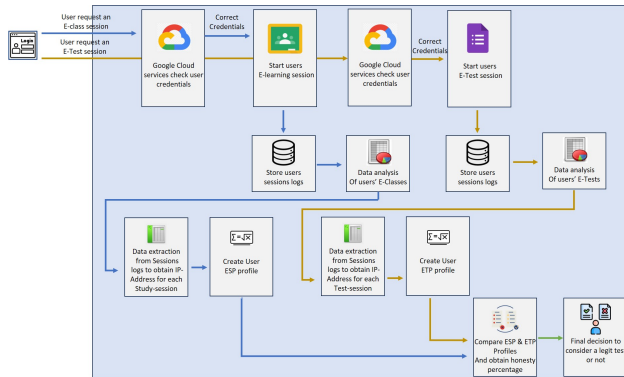 User request an
E-class session
User request an
E-Test session
Login
Correct
Credentials
Correct
Credentials
Google Cloud
services check user
credentials
Start users
E-learning session
Google Cloud
services check user
credentials
Start users
E-Test session
Store users
sessions logs
Data analysis
Of users' E-Classes
Store users
sessions logs
Data analysis
Of users' E-Tests
Data extraction
from Sessions
logs to obtain IP-
Address for each
Study-session
Σ=√X
Create User
ESP profile
Data extraction
from Sessions
logs to obtain IP-
Address for each
Test-session
Σ=√X
Create User
ETP profile
Compare ESP & ETP
Profiles
And obtain honesty
percentage
Final decision to
consider a legit test
or not